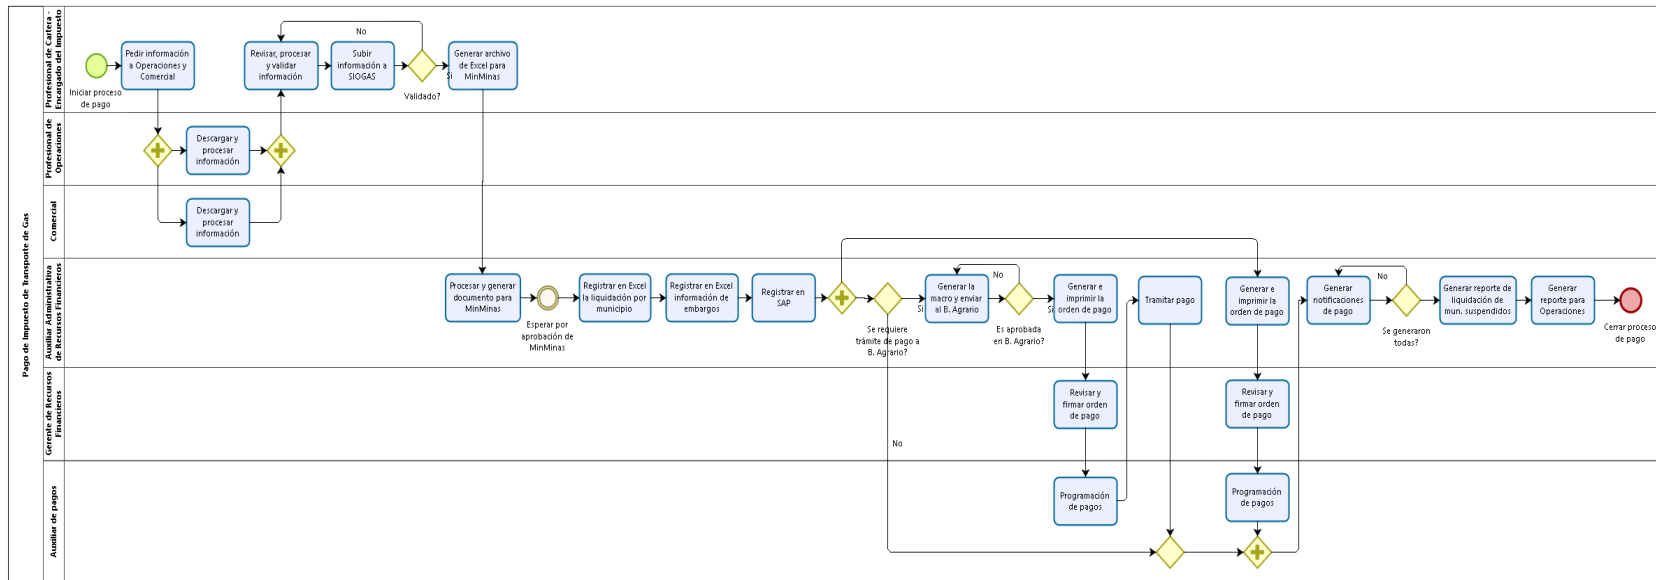 Pago de Impuesto de Transporte de Gas
Profesional de Cartera -
Encargado del Impuesto
Iniciar proceso
de pago
Pedir información
a Operaciones y
Comercial
Revisar, procesar
y validar
información
No
Subir
información a
SIOGAS
Validado?
Si
Generar archivo
de Excel para
MinMinas
Profesional de
Operaciones
Descargar y
procesar
información
Comercial
Descargar y
procesar
información
Auxiliar Administrativa
de Recursos Financieros
Procesar y generar
documento para
MinMinas
Esperar por
aprobación de
MinMinas
Registrar en Excel
la liquidación por
municipio
Registrar en Excel
información de
embargos
Registrar en
SAP
Se requiere
trámite de pago a
B. Agrario?
Si
No
Generar la
macro y enviar
al B. Agrario
No
Es aprobada
en B. Agrario?
Si
Generar e
imprimir la
orden de pago
Tramitar pago
Generar e
imprimir la
orden de pago
Generar
notificaciones
de pago
No
Se generaron
todas?
Generar reporte de
liquidación de
mun. suspendidos
Generar
reporte para
Operaciones
Cerrar proceso
de pago
Gerente de Recursos
Financieros
Revisar y
firmar orden
de pago
Revisar y
firmar orden
de pago
Auxiliar de pagos
Programación
de pagos
Programación
de pagos